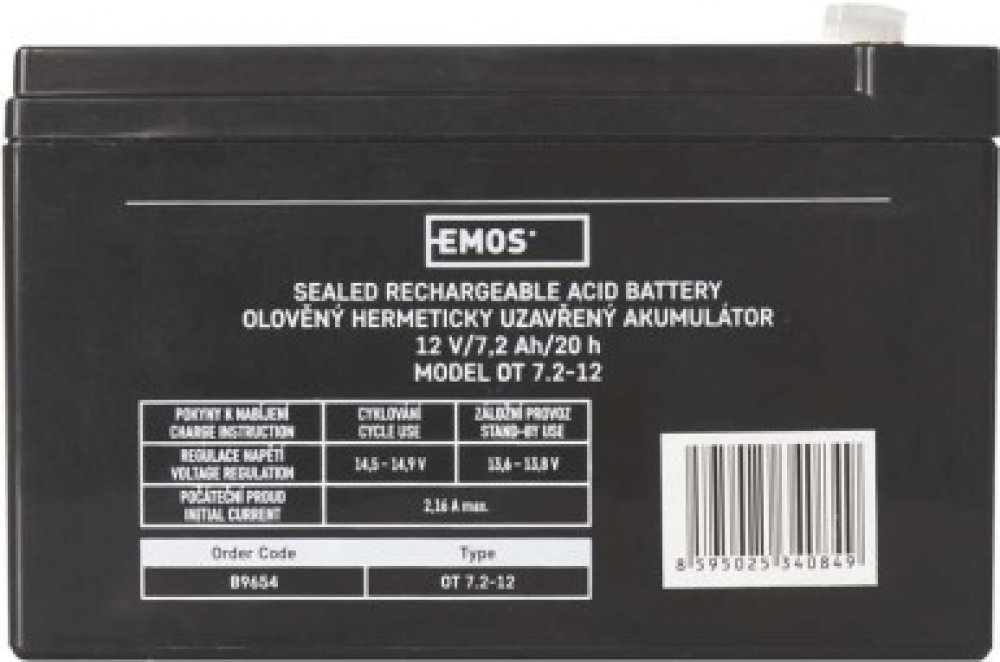 EMOS
SEALED RECHARGEABLE ACID BATTERY
OLOVĚNÝ HERMETICKY UZAVŘENÝ AKUMULÁTOR
12 V/7,2 Ah/20 h
MODEL OT 7.2-12
POKYNY K NABÍJENÍ
CHARGE INSTRUCTION
CYKLOVÁNÍ
CYCLE USE
ZÁLOŽNÍ PROVOZ
STAND-BY USE
REGULACE NAPĚTÍ
VOLTAGE REGULATION
14,5 - 14,9 V
13,6 - 13,8 V
POČÁTEČNÍ PROUD
INITIAL CURRENT
2,16 A max.
Order Code
Type
B9654
OT 7.2-12
8 595025 340849